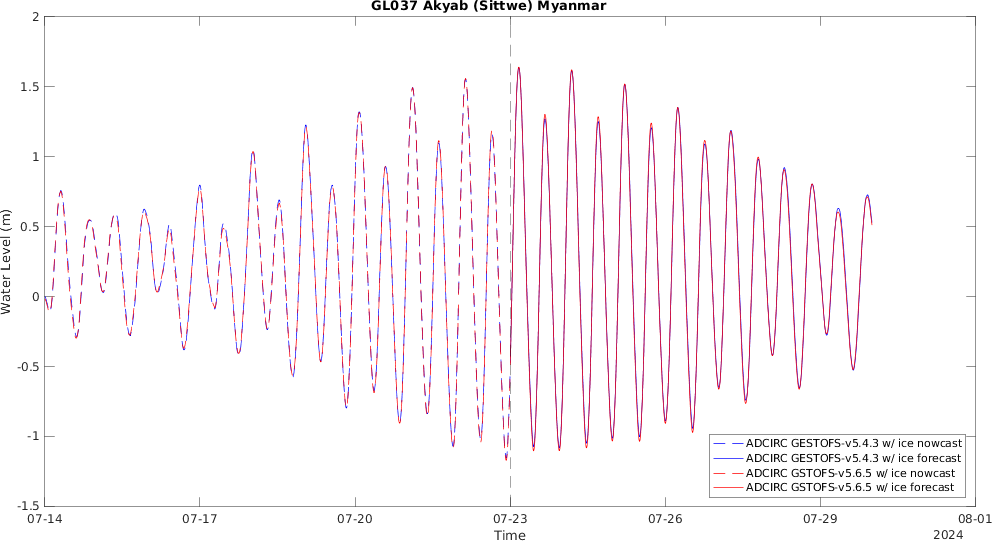 GL037 Akyab (Sittwe) Myanmar
2
1.5
1
0.5
0
-0.5
-1
-1.5
Water Level (m)
ADCIRC GESTOFS-v5.4.3 w/ ice nowcast
ADCIRC GESTOFS-v5.4.3 w/ ice forecast
ADCIRC GSTOFS-v5.6.5 w/ ice nowcast
ADCIRC GSTOFS-v5.6.5 w/ ice forecast
07-14 07-17 07-20 07-23 07-26 07-29 08-01
Time
2024